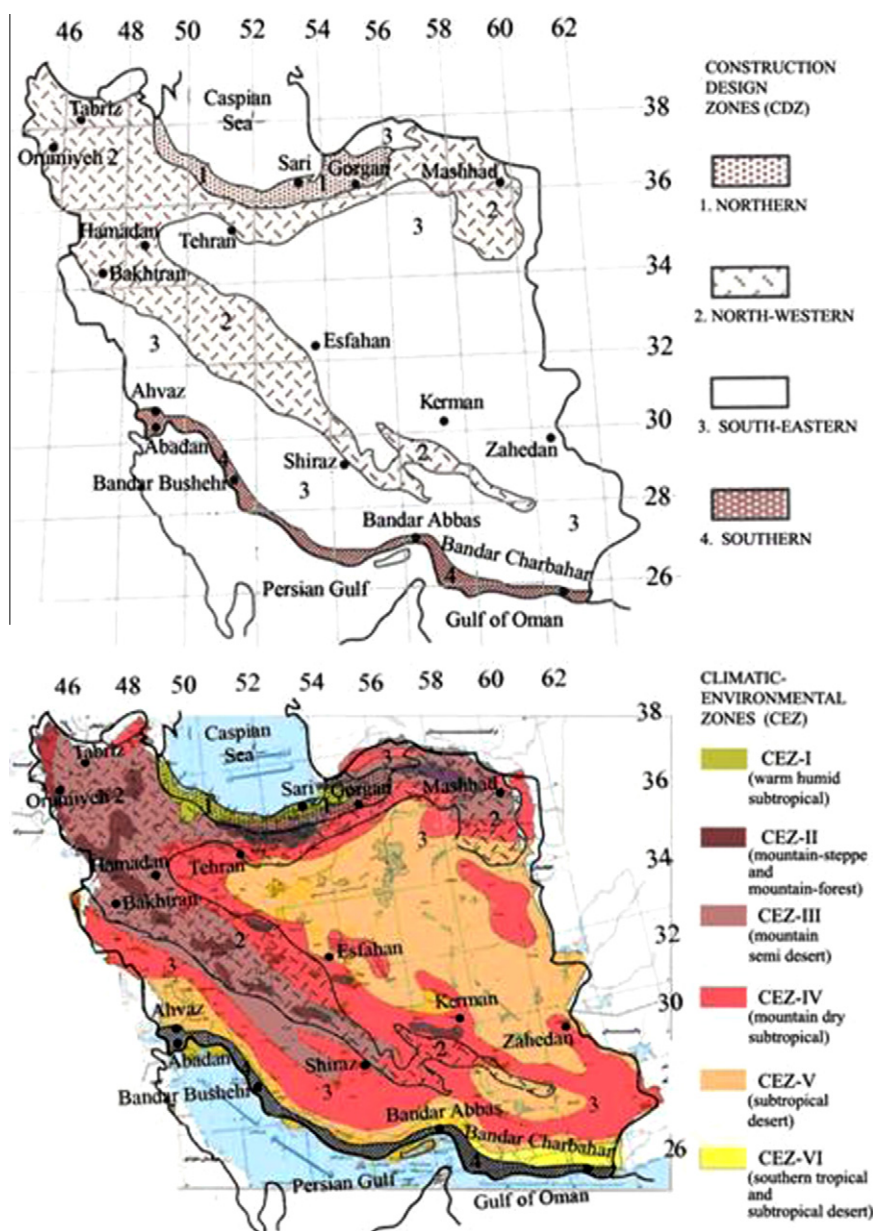 46 48 50 52 54 56 58 60 62
CONSTRUCTION
DESIGN
ZONES (CDZ)
Caspian
Sea
38
Tabriz
3
Orumiyeh 2
Sari
Gorgan
Mashhad
36
1
1
1. NORTHERN
2
Hamadan
Tehran
3
34
Bakhtran
2
3
Esfahan
32
2. NORTH-WESTERN
Ahvaz
Kerman
30
Abadan
Zahedan
3. SOUTH-EASTERN
4
Shiraz
2
Bandar Bushehr
3
28
3
Bandar Abbas
Bandar Charbahar
4
26
Persian Gulf
Gulf of Oman
4. SOUTHERN
46 48 50 52 54 56 58 60 62
38
CLIMATIC-
ENVIRONMENTAL
ZONES (CEZ)
Caspian
Sea
Tabriz
3
Orumiyeh 2
Sari
Gorgan
Mashhad
36
1
1
2
CEZ-I
(warm humid
subtropical)
Hamadan
Tehran
3
34
Bakhtran
CEZ-II
(mountain-steppe
and
mountain-forest)
2
Esfahan
32
3
CEZ-III
(mountain
semi desert)
Ahvaz
Kerman
30
Abadan
Zahedan
CEZ-IV
(mountain dry
subtropical)
4
Shiraz
2
Bandar Bushehr
3
28
3
CEZ-V
(subtropical
desert)
Bandar Abbas
Bandar Charbahar
26
4
Persian Gulf
Gulf of Oman
CEZ-VI
(southern tropical
and
subtropical desert)